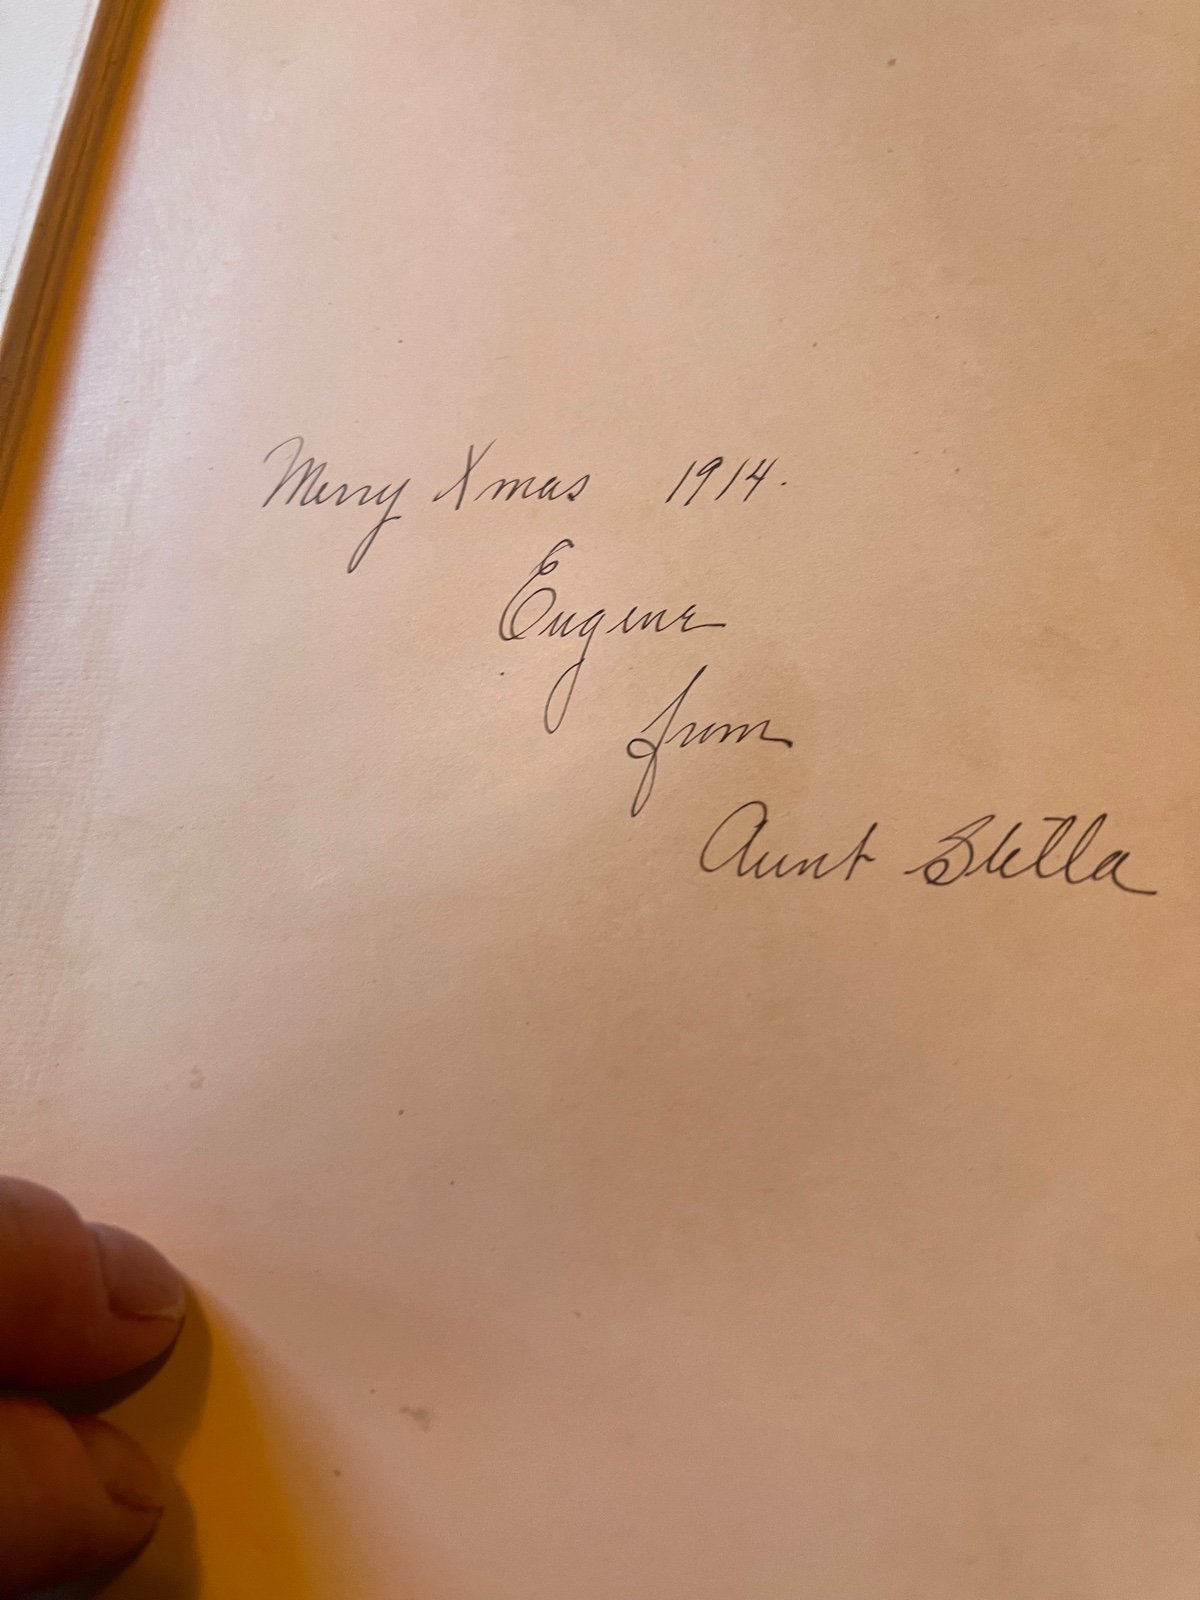 Merry Xmas 1914.
Eugene
from
Aunt Stella